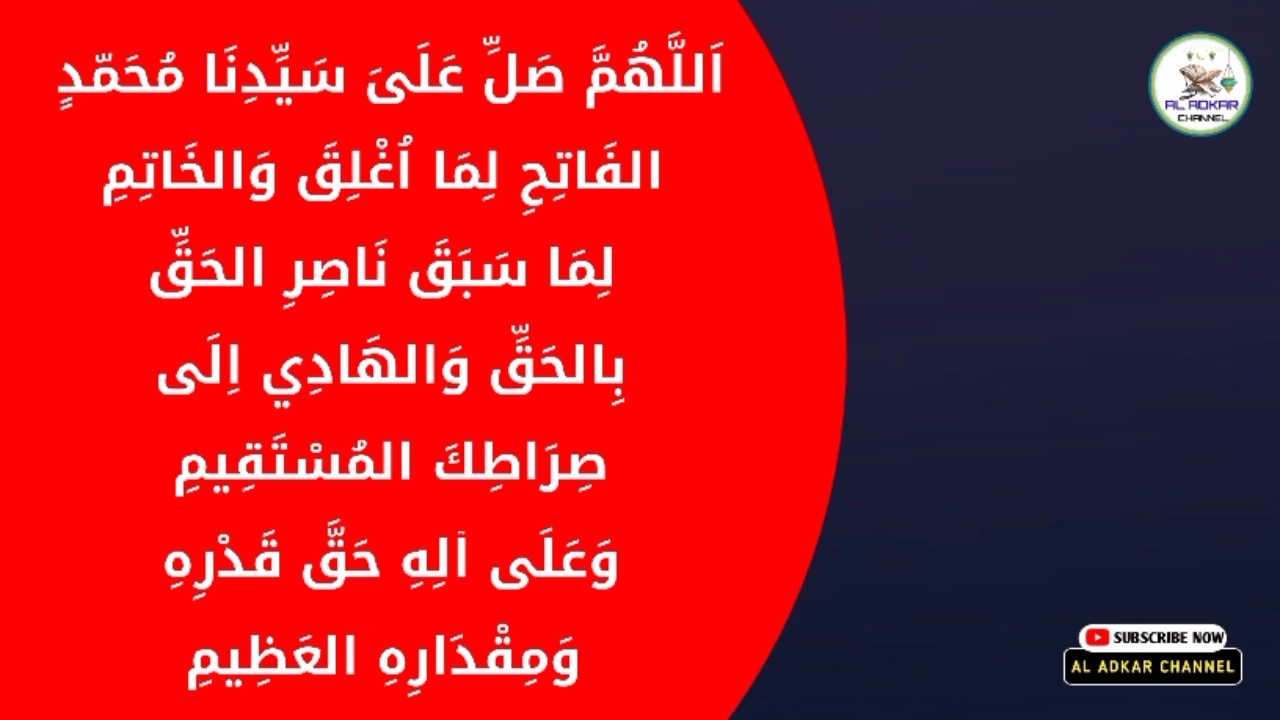 اَللَّهُمَّ صَلِّ عَلَىَ سَيِّدِنَا مُحَمّدٍ
الفَاتِحِ لِمَا اُغْلِقَ وَالخَاتِمِ
لِمَا سَبَقَ نَاصِرِ الحَقِّ
بِالحَقِّ وَالهَادِي اِلَى
صِرَاطِكَ المُسْتَقِيمِ
وَعَلَى آلِهِ حَقَّ قَدْرِهِ
وَمِقْدَارِهِ العَظِيمِ
AL ADKAR
CHANNEL
SUBSCRIBE NOW
AL ADKAR CHANNEL